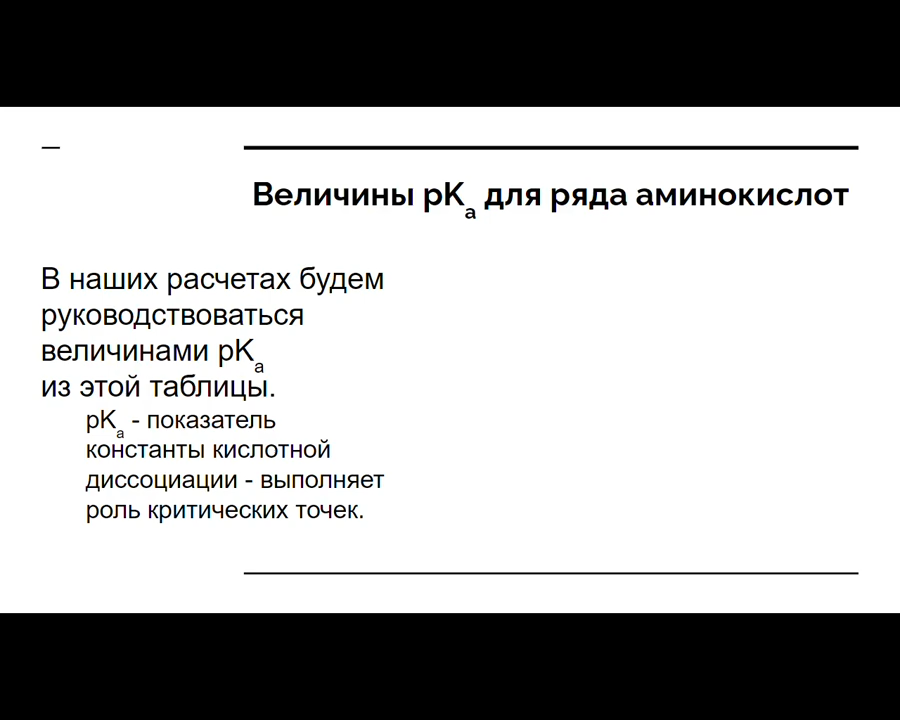 Величины pKa для ряда аминокислот
В наших расчетах будем
руководствоваться
величинами pKa
из этой таблицы.
pKa - показатель
константы кислотной
диссоциации - выполняет
роль критических точек.